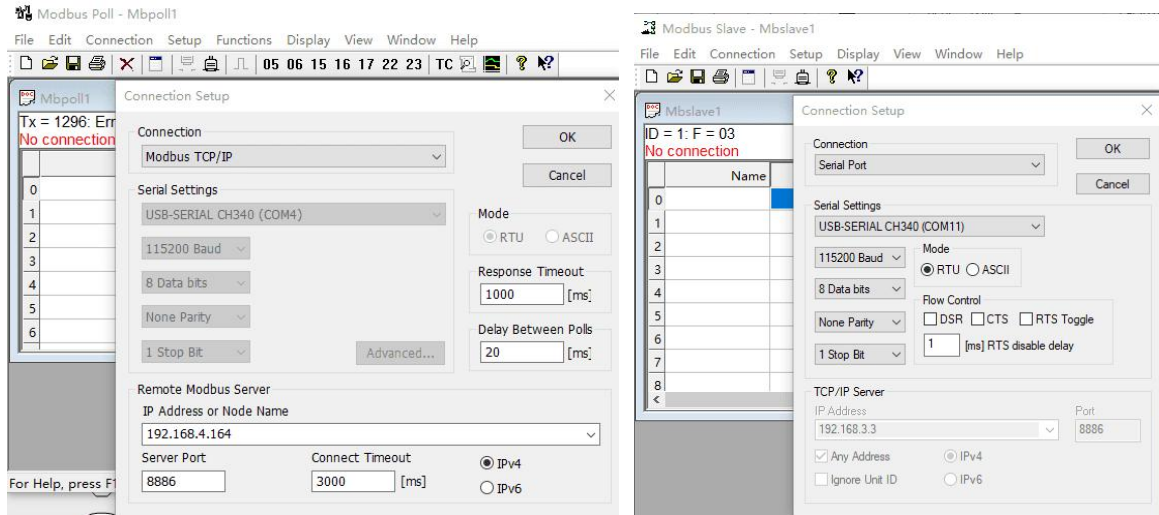 Modbus Poll - Mbpoll1
File Edit Connection Setup Functions Display View Window Help
05 06 15 16 17 22 23 TC
Mbpoll1
Tx = 1296: Err
No connection
0
1
2
3
4
5
6
For Help, press F1
Connection Setup
Connection
Modbus TCP/IP
OK
Cancel
Serial Settings
USB-SERIAL CH340 (COM4)
115200 Baud
8 Data bits
None Parity
1 Stop Bit
Advanced...
Mode
RTU ASCII
Response Timeout
1000 [ms]
Delay Between Polls
20 [ms]
Remote Modbus Server
IP Address or Node Name
192.168.4.164
Server Port Connect Timeout
8886 3000 [ms]
IPv4
IPv6
Modbus Slave - Mbslave1
File Edit Connection Setup Display View Window Help
Mbslave1
ID = 1: F = 03
No connection
Name
0
1
2
3
4
5
6
7
8
Connection Setup
Connection
Serial Port
OK
Cancel
Serial Settings
USB-SERIAL CH340 (COM11)
115200 Baud
8 Data bits
None Parity
1 Stop Bit
Mode
RTU ASCII
Flow Control
DSR CTS RTS Toggle
1 [ms] RTS disable delay
TCP/IP Server
IP Address Port
192.168.3.3 8886
Any Address IPv4
Ignore Unit ID IPv6